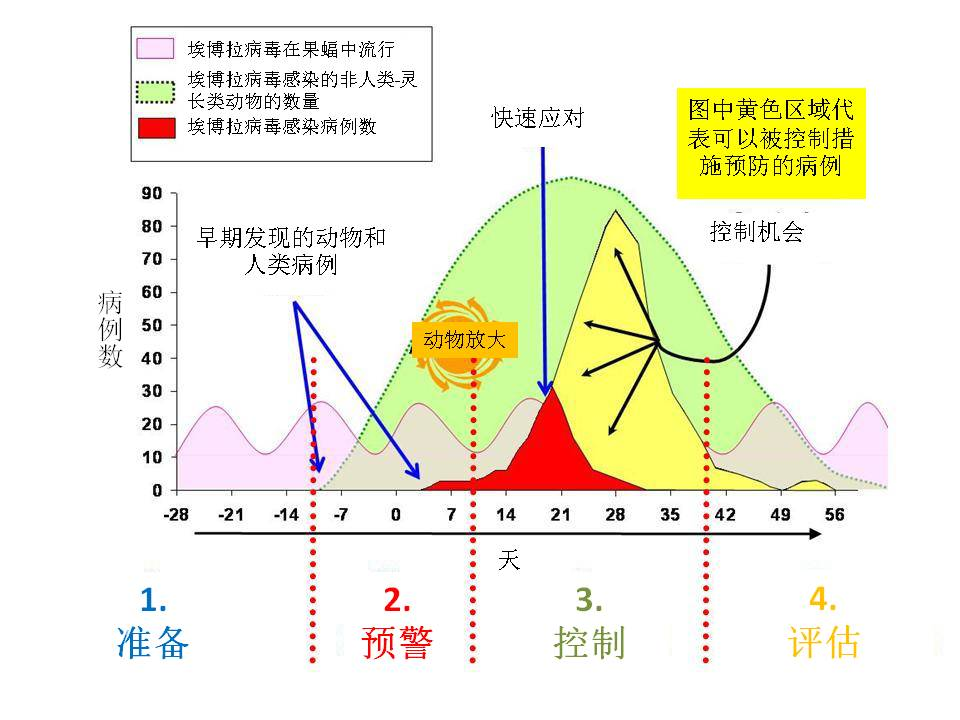 埃博拉病毒在果蝠中流行
埃博拉病毒感染的非人类-灵
长类动物的数量
埃博拉病毒感染病例数
快速应对
图中黄色区域代
表可以被控制措
施预防的病例
控制机会
早期发现的动物和
人类病例
动物放大
病例数
90
80
70
60
50
40
30
20
10
0
-28 -21 -14 -7 0 7 14 21 28 35 42 49 56
天
1. 2. 3. 4.
准备 预警 控制 评估